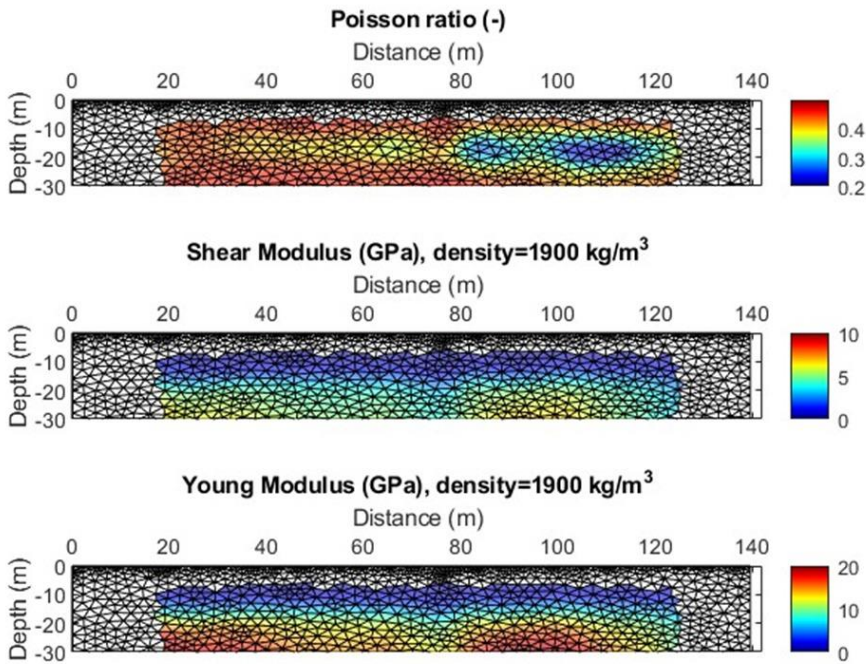 Poisson ratio (-)
Distance (m)
0 20 40 60 80 100 120 140
Depth (m)
0
-10
-20
-30
0.4
0.3
0.2
Shear Modulus (GPa), density=1900 kg/m³
Distance (m)
0 20 40 60 80 100 120 140
Depth (m)
0
-10
-20
-30
10
5
0
Young Modulus (GPa), density=1900 kg/m³
Distance (m)
0 20 40 60 80 100 120 140
Depth (m)
0
-10
-20
-30
20
10
0